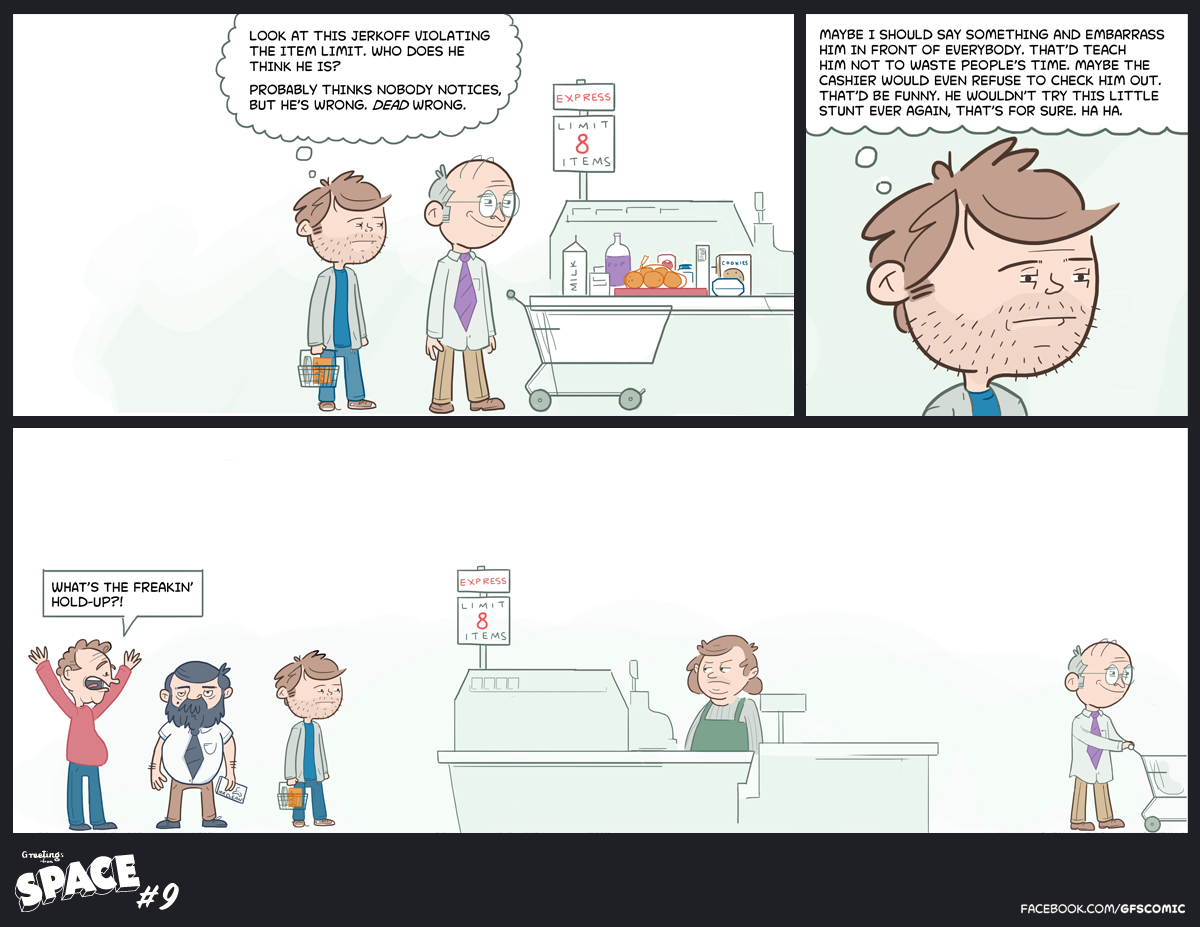 LOOK AT THIS JERKOFF VIOLATING
THE ITEM LIMIT. WHO DOES HE
THINK HE IS?
PROBABLY THINKS NOBODY NOTICES,
BUT HE'S WRONG. DEAD WRONG.
EXPRESS
LIMIT
8
ITEMS
MILK
POP
COOKIES
MAYBE I SHOULD SAY SOMETHING AND EMBARRASS
HIM IN FRONT OF EVERYBODY. THAT'D TEACH
HIM NOT TO WASTE PEOPLE'S TIME. MAYBE THE
CASHIER WOULD EVEN REFUSE TO CHECK HIM OUT.
THAT'D BE FUNNY. HE WOULDN'T TRY THIS LITTLE
STUNT EVER AGAIN, THAT'S FOR SURE. HA HA.
WHAT'S THE FREAKIN'
HOLD-UP?!
EXPRESS
LIMIT
8
ITEMS
Greetings
from
SPACE #9
FACEBOOK.COM/GFSCOMIC